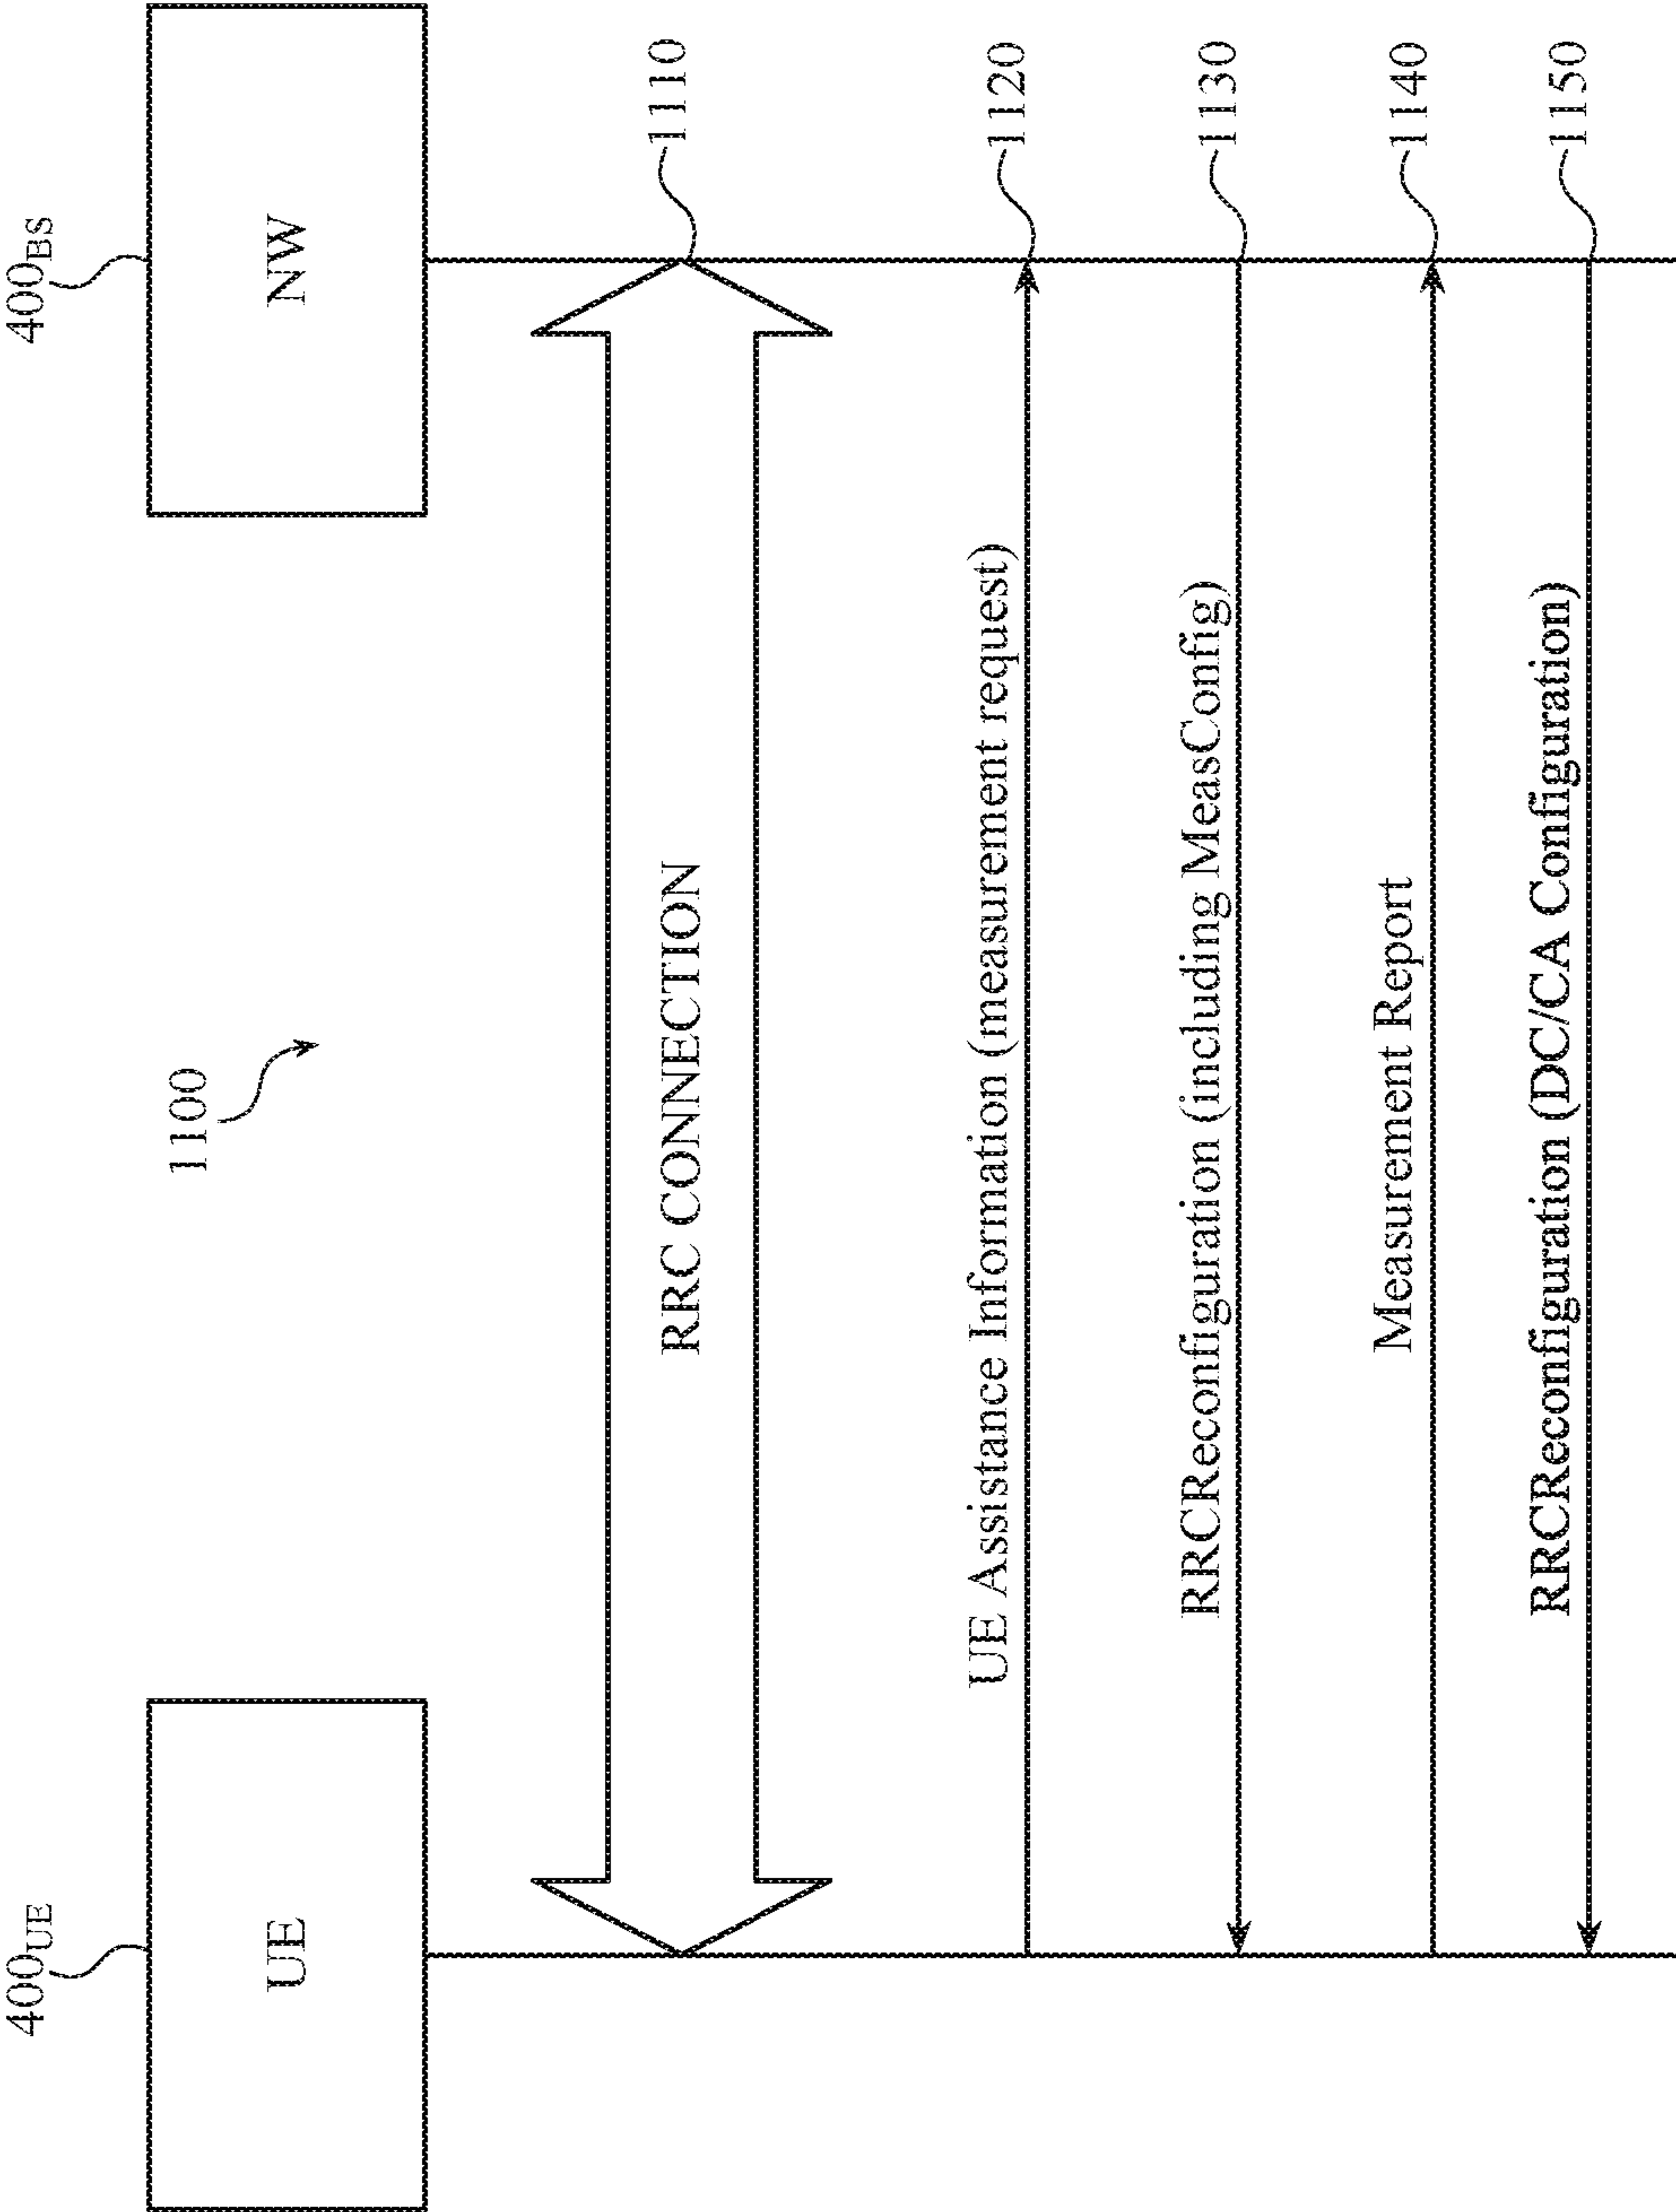 400UE
400BS
UE
NW
1100
RRC CONNECTION
1110
UE Assistance Information (measurement request)
1120
RRCReconfiguration (including MeasConfig)
1130
Measurement Report
1140
RRCReconfiguration (DC/CA Configuration)
1150